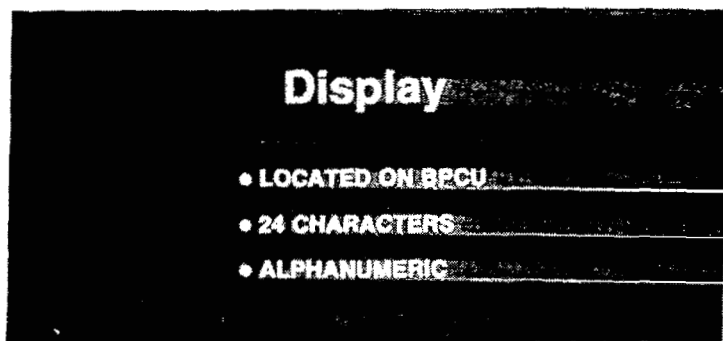 Display
• LOCATED ON BPCU
• 24 CHARACTERS
• ALPHANUMERIC